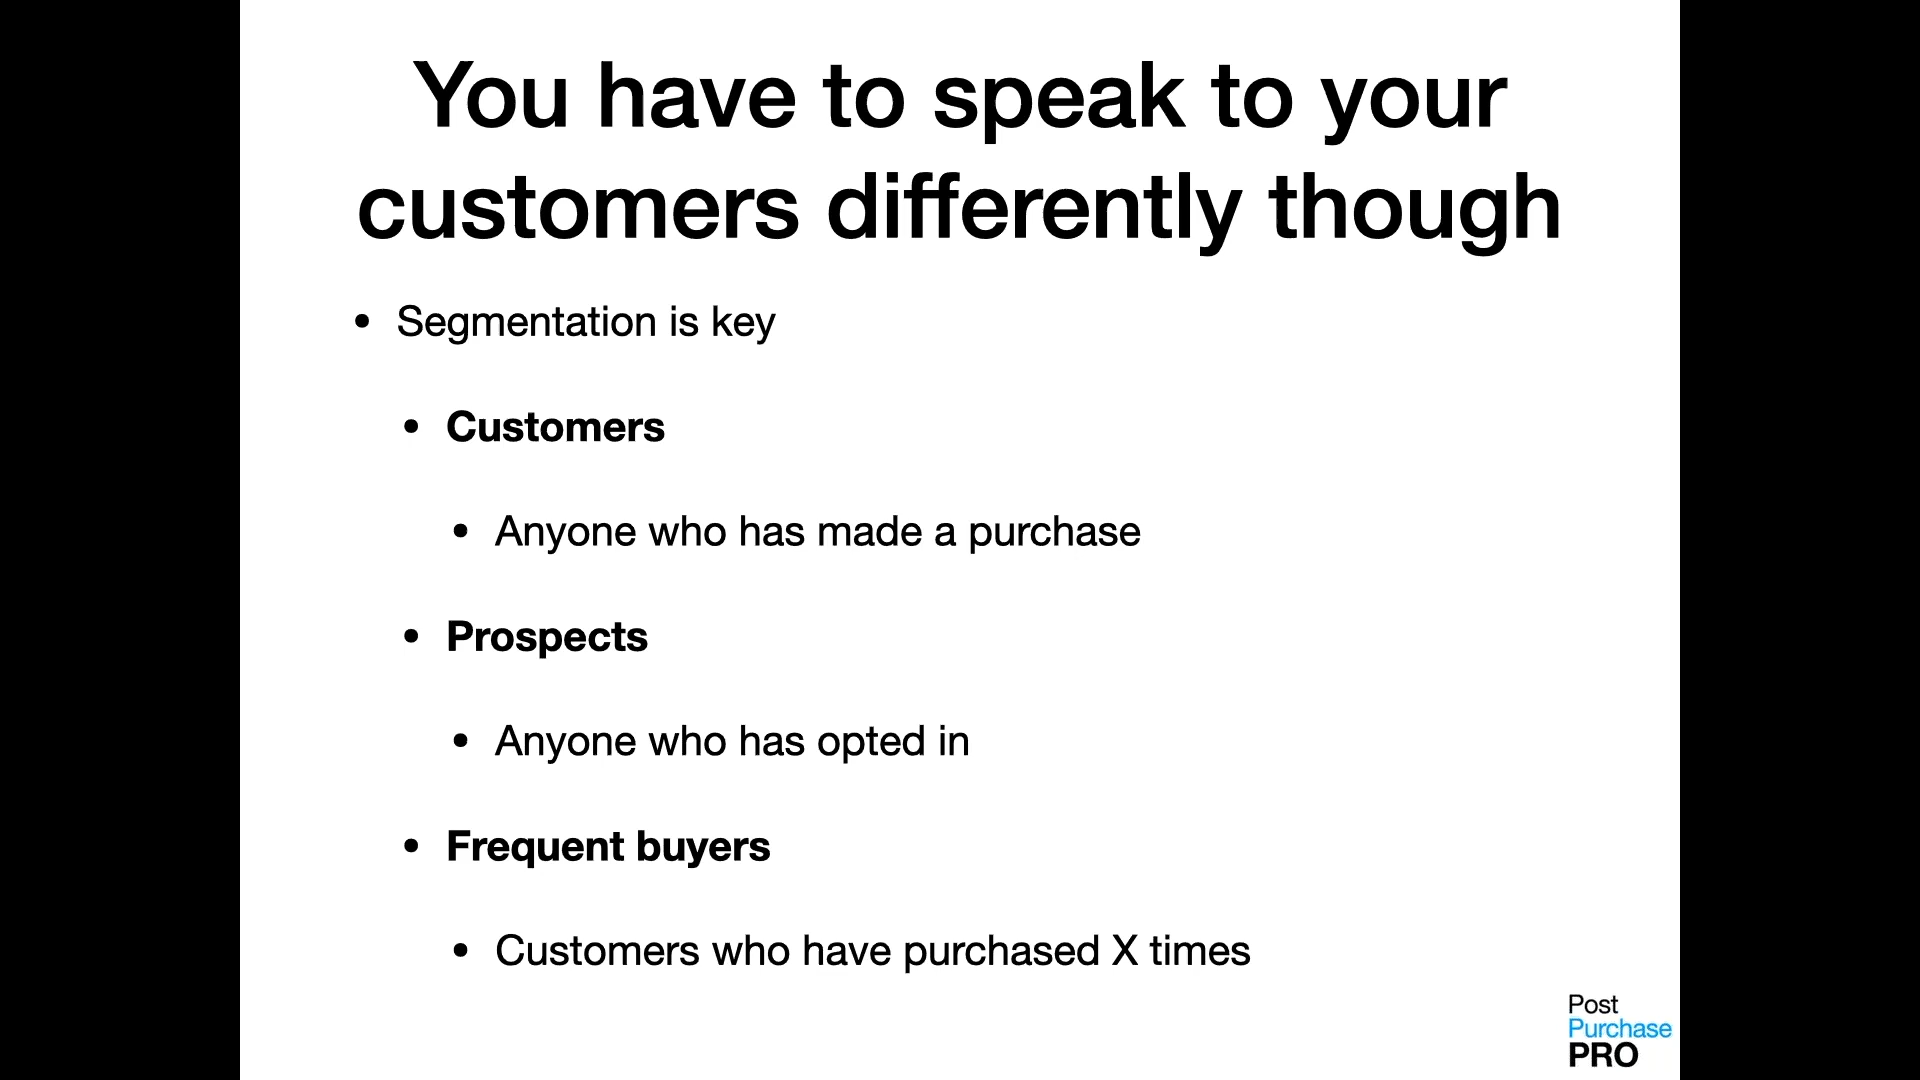 You have to speak to your
customers differently though
• Segmentation is key
• Customers
• Anyone who has made a purchase
• Prospects
• Anyone who has opted in
• Frequent buyers
• Customers who have purchased X times
Post
Purchase
PRO